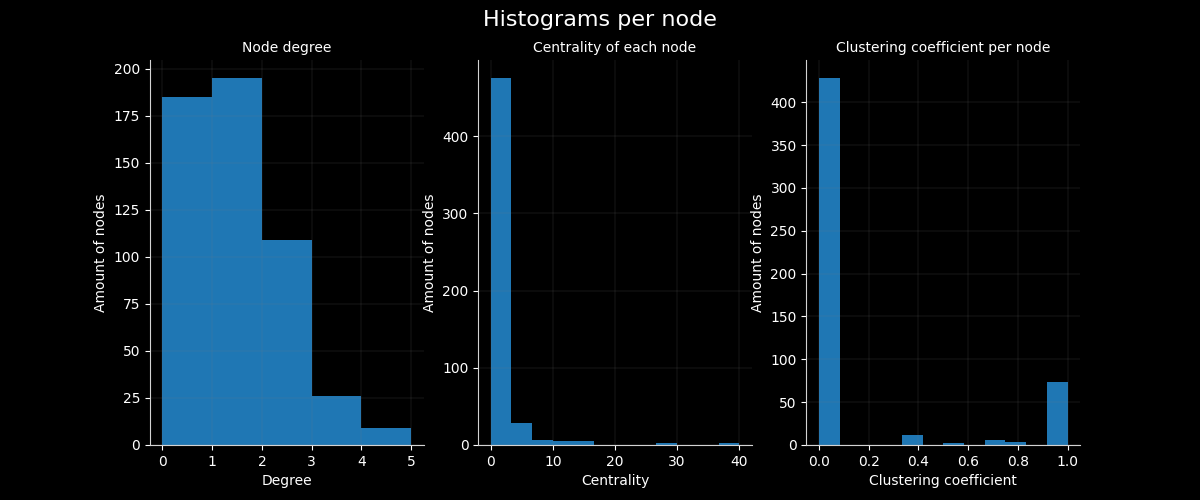 Histograms per node
Node degree
Amount of nodes
200
175
150
125
100
75
50
25
0
0 1 2 3 4 5
Degree
Centrality of each node
Amount of nodes
400
300
200
100
0
0 10 20 30 40
Centrality
Clustering coefficient per node
Amount of nodes
400
350
300
250
200
150
100
50
0
0.0 0.2 0.4 0.6 0.8 1.0
Clustering coefficient